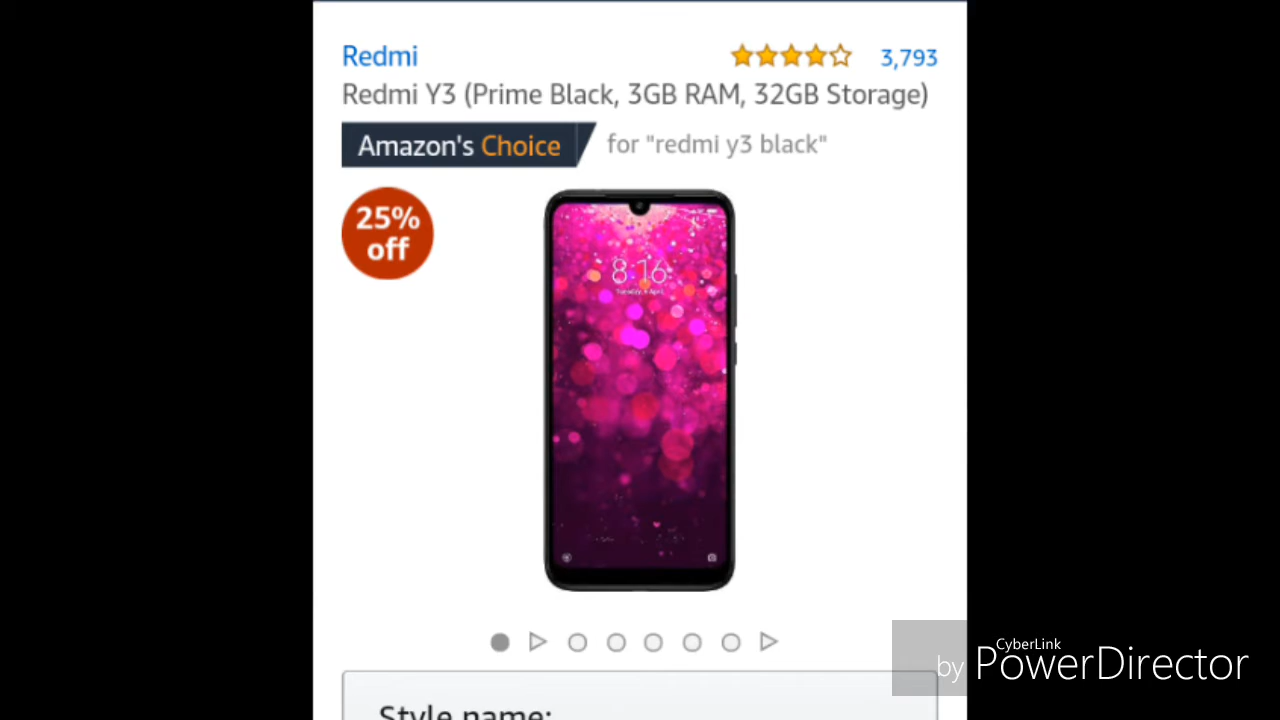 Redmi
3,793
Redmi Y3 (Prime Black, 3GB RAM, 32GB Storage)
Amazon's Choice for "redmi y3 black"
25%
off
8:16
Style name:
CyberLink
by PowerDirector